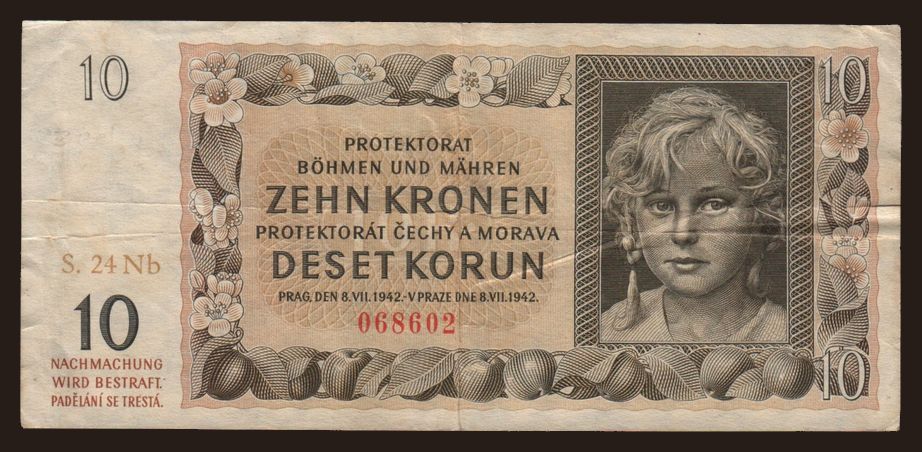 10
10
PROTEKTORAT
BÖHMEN UND MÄHREN
ZEHN KRONEN
PROTEKTORÁT ČECHY A MORAVA
DESET KORUN
PRAG, DEN 8. VII. 1942.-V PRAZE DNE 8. VII. 1942.
068602
S. 24 Nb
10
NACHMACHUNG
WIRD BESTRAFT.
PADĚLÁNÍ SE TRESTÁ.
10
10